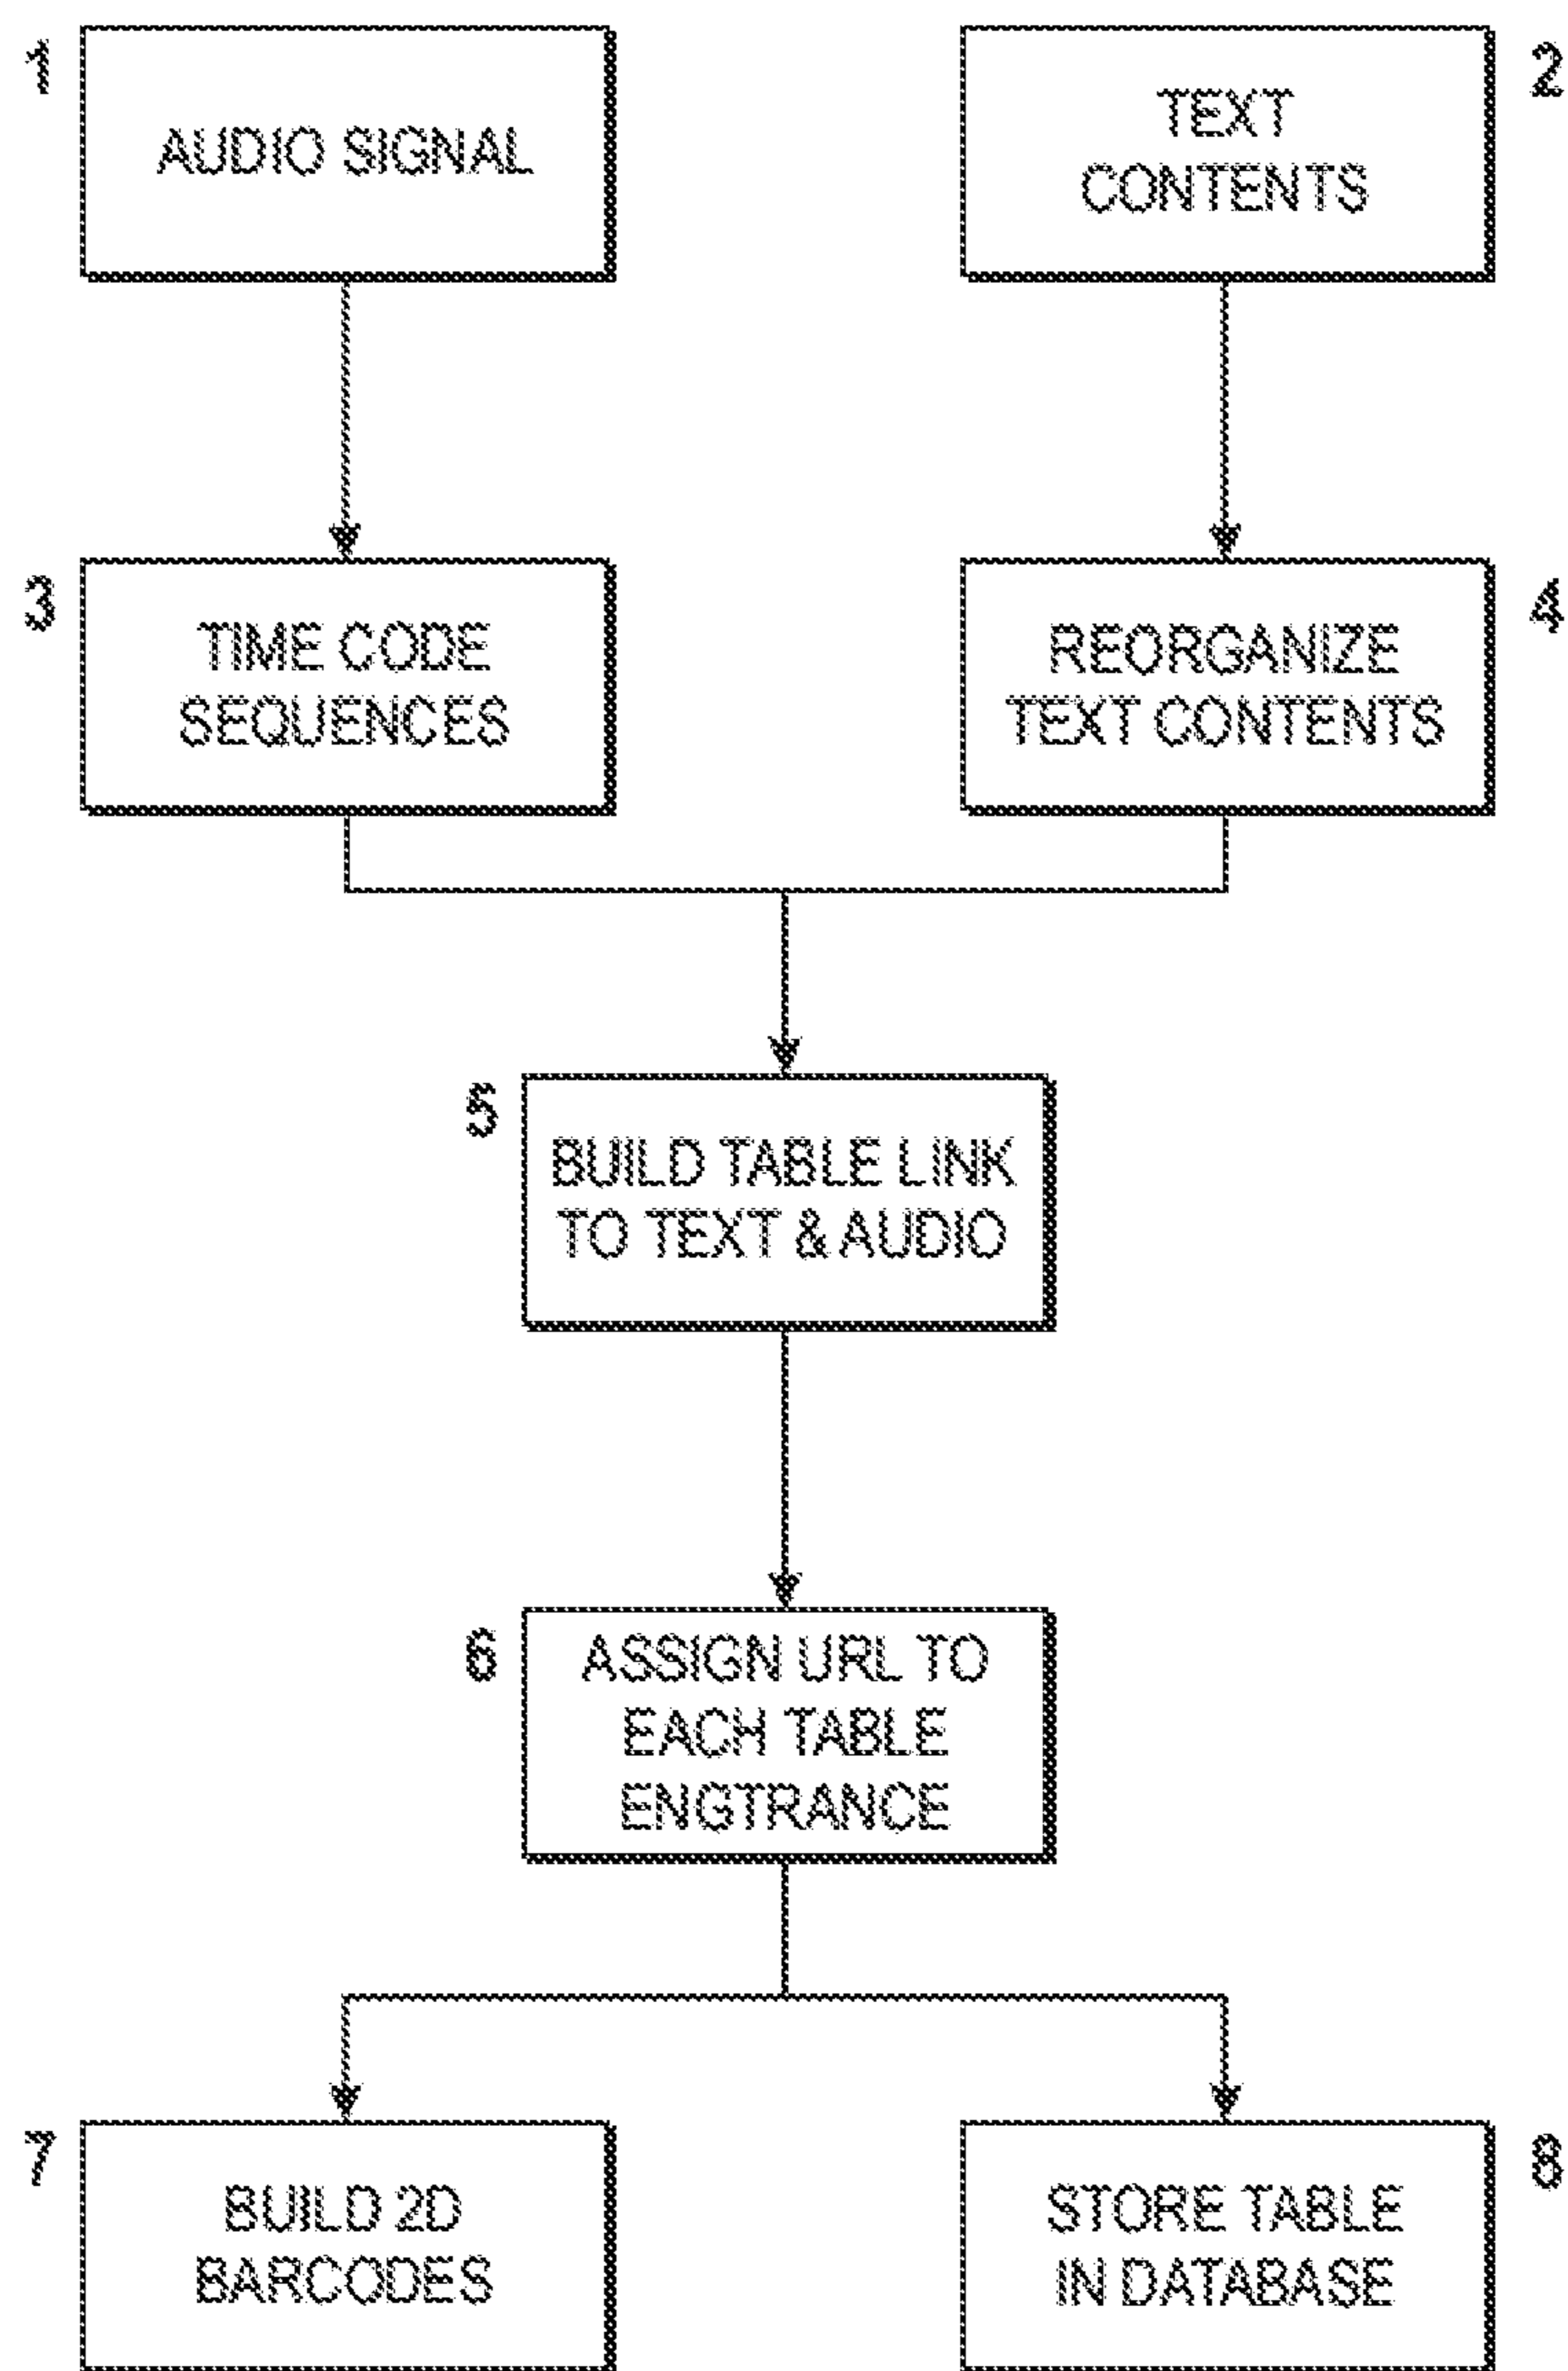 1
AUDIO SIGNAL
2
TEXT
CONTENTS
3
TIME CODE
SEQUENCES
4
REORGANIZE
TEXT CONTENTS
5
BUILD TABLE LINK
TO TEXT & AUDIO
6
ASSIGN URL TO
EACH TABLE
ENGTRANCE
7
BUILD 2D
BARCODES
8
STORE TABLE
IN DATABASE